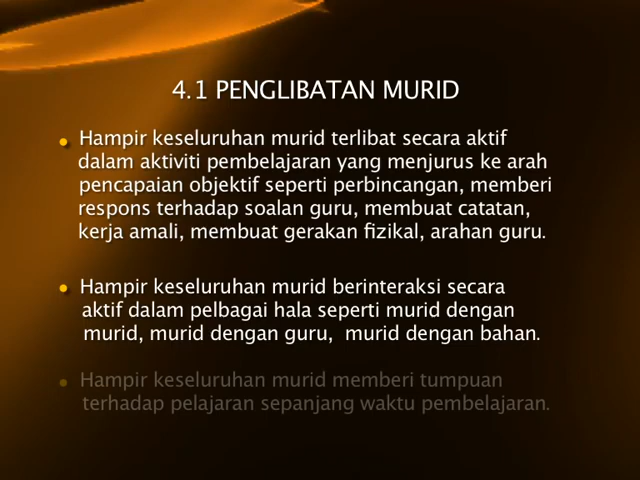 4.1 PENGLIBATAN MURID
• Hampir keseluruhan murid terlibat secara aktif
dalam aktiviti pembelajaran yang menjurus ke arah
pencapaian objektif seperti perbincangan, memberi
respons terhadap soalan guru, membuat catatan,
kerja amali, membuat gerakan fizikal, arahan guru.
• Hampir keseluruhan murid berinteraksi secara
aktif dalam pelbagai hala seperti murid dengan
murid, murid dengan guru,  murid dengan bahan.
• Hampir keseluruhan murid memberi tumpuan
terhadap pelajaran sepanjang waktu pembelajaran.